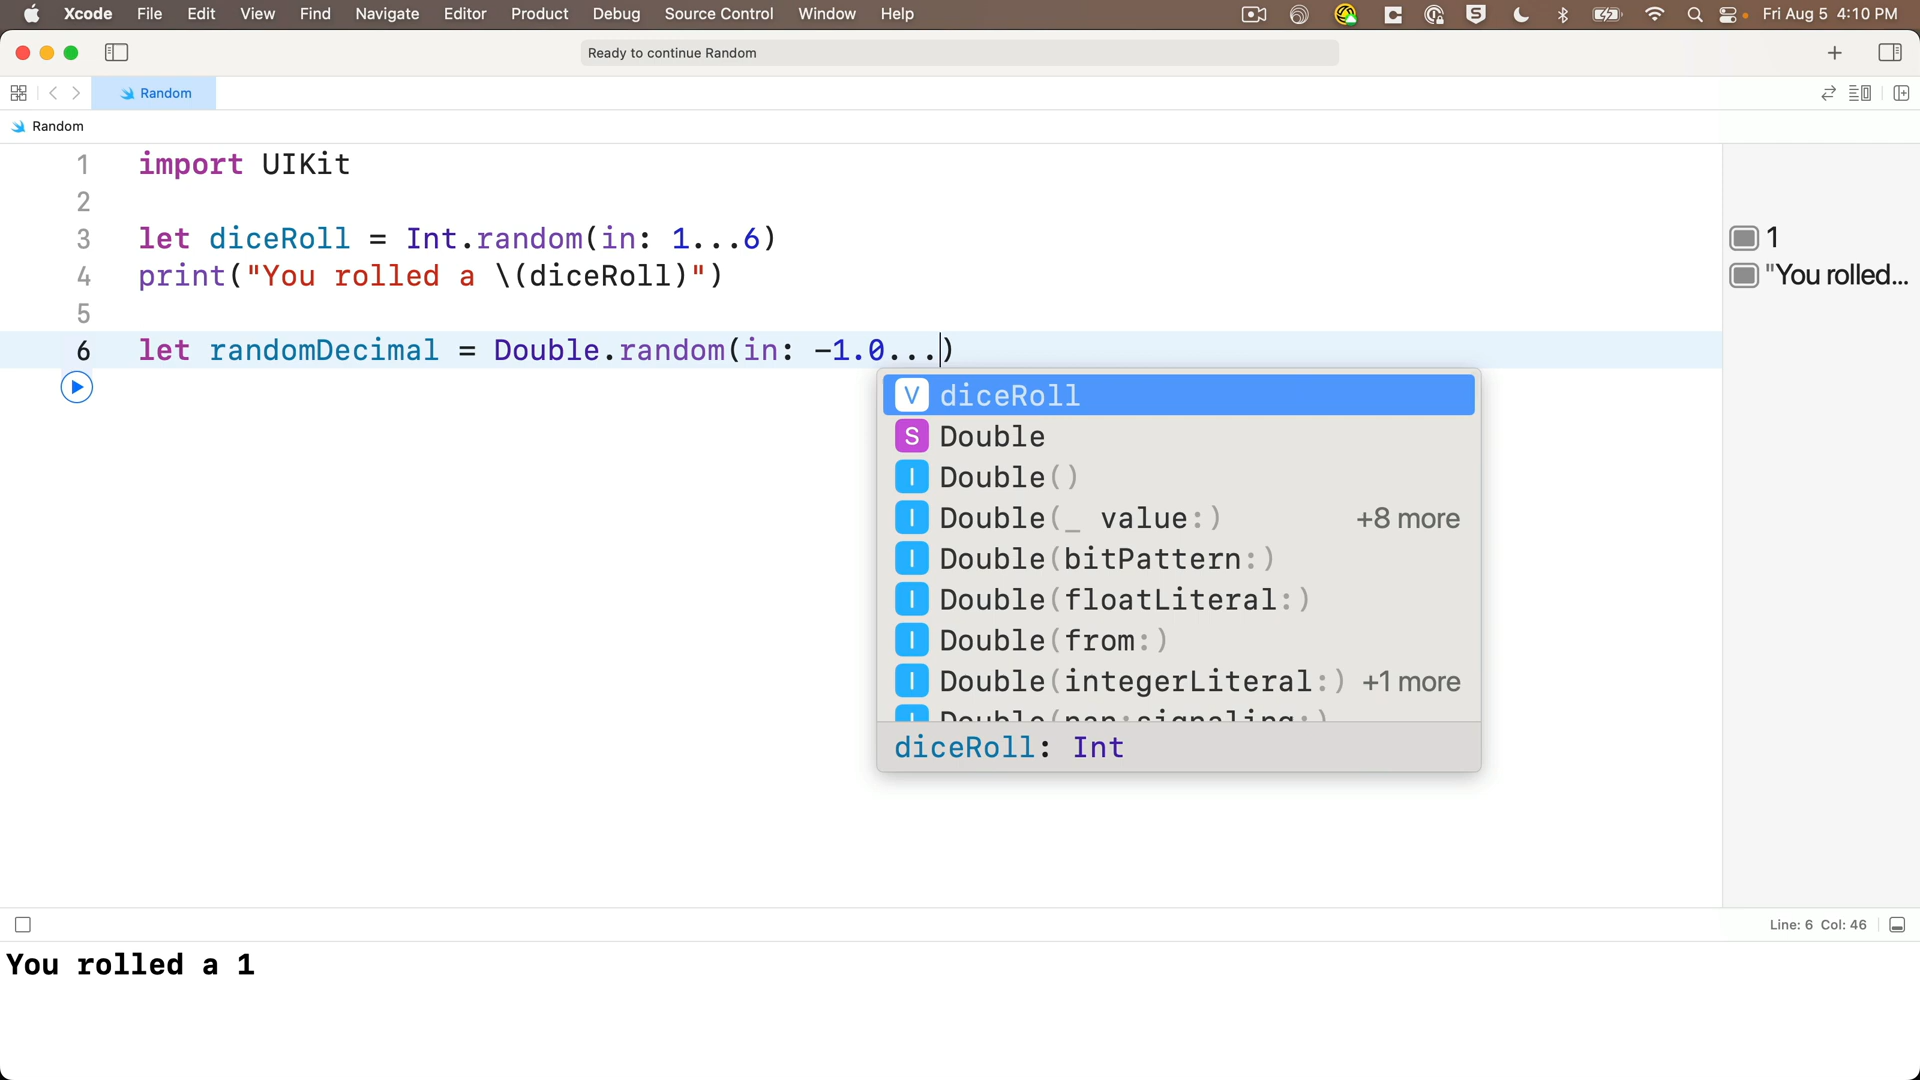 Xcode File Edit View Find Navigate Editor Product Debug Source Control Window Help Fri Aug 5 4:10 PM
Ready to continue Random
Random
Random
1 import UIKit
2
3 let diceRoll = Int.random(in: 1...6) 1
4 print("You rolled a \(diceRoll)") "You rolled...
5
6 let randomDecimal = Double.random(in: -1.0...)
V diceRoll
S Double
I Double()
I Double(_ value:) +8 more
I Double(bitPattern:)
I Double(floatLiteral:)
I Double(from:)
I Double(integerLiteral:) +1 more
I Double(nan:signaling:)
diceRoll: Int
Line: 6 Col: 46
You rolled a 1